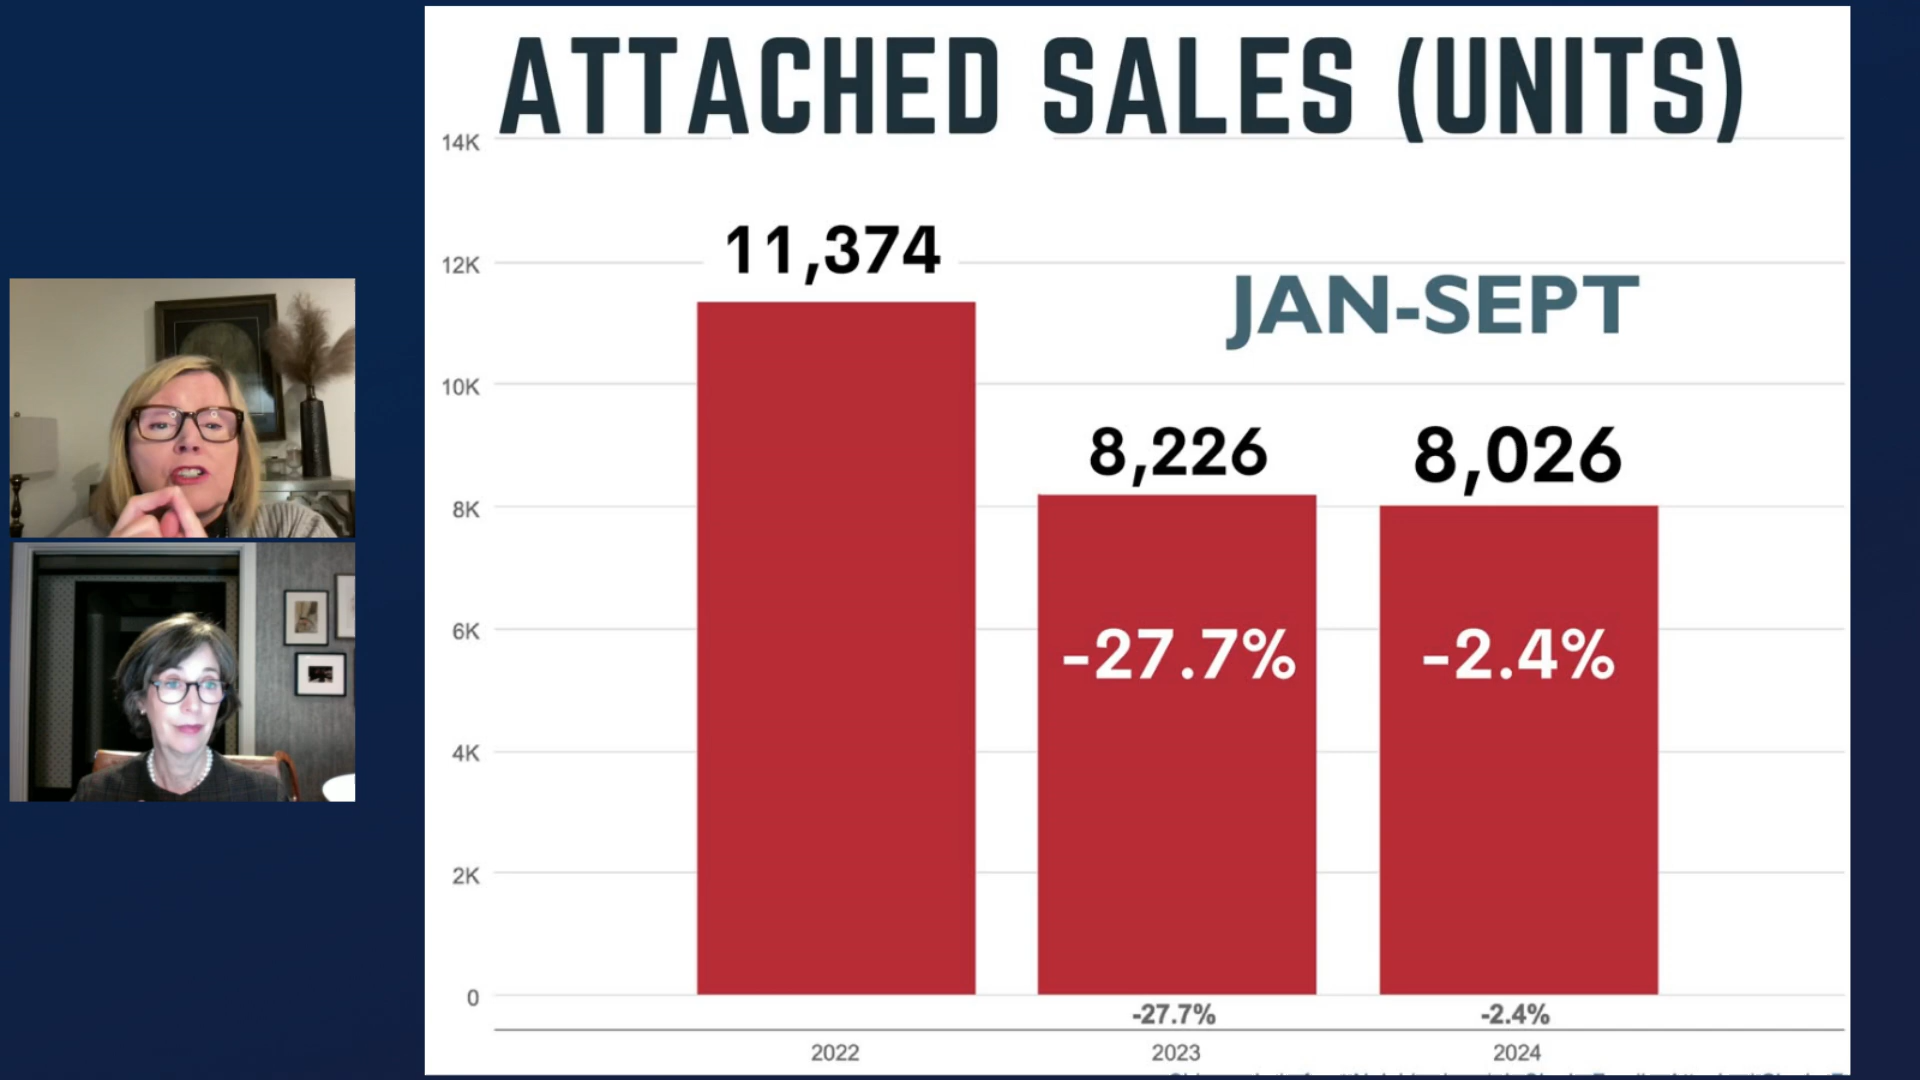 ATTACHED SALES (UNITS)
14K
11,374
12K
JAN-SEPT
10K
8,226
8,026
8K
-27.7%
-2.4%
6K
4K
2K
0
-27.7%
-2.4%
2022
2023
2024